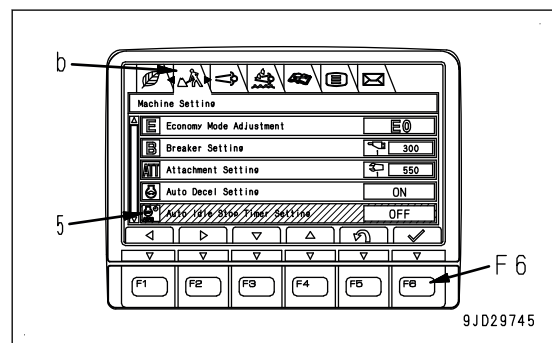 b
Machine Setting
E Economy Mode Adjustment E0
B Breaker Setting 300
ATT Attachment Setting 550
Auto Decel Setting ON
5
Auto Idle Stop Timer Setting OFF
F1 F2 F3 F4 F5 F6
F6
9JD29745